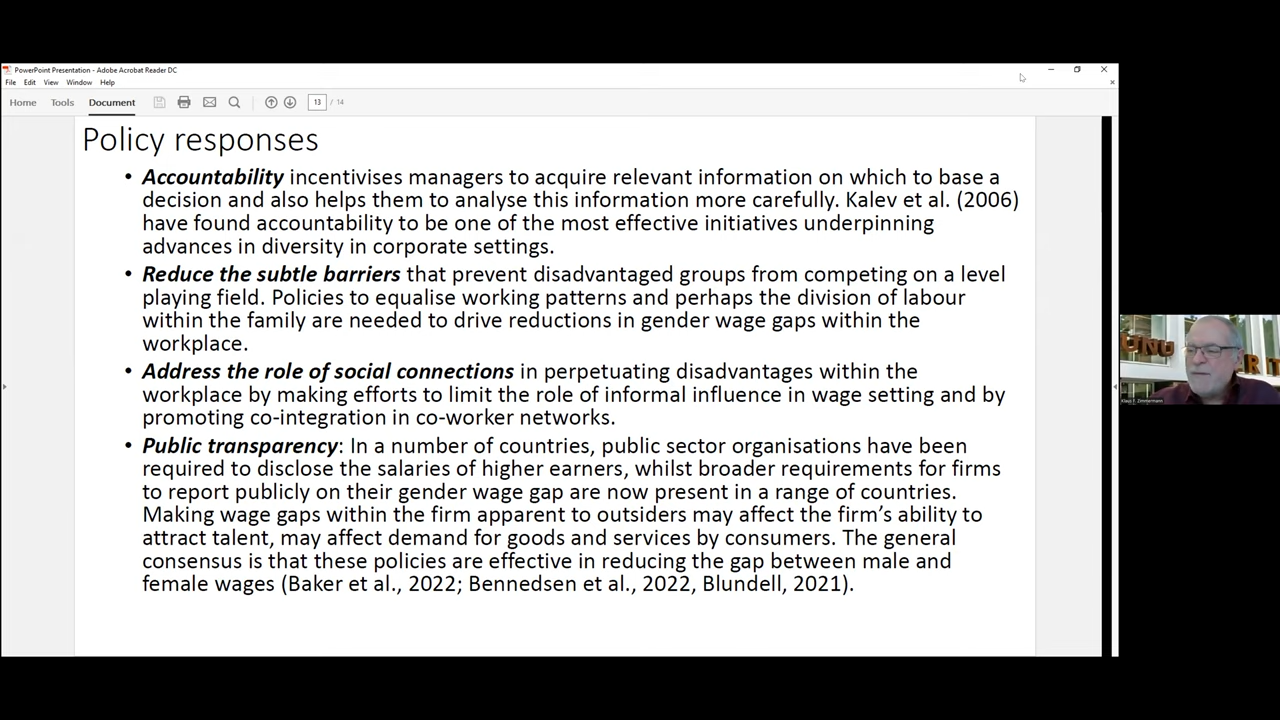 PowerPoint Presentation - Adobe Acrobat Reader DC
File Edit View Window Help
Home Tools Document 13 / 14
Policy responses
• Accountability incentivises managers to acquire relevant information on which to base a
decision and also helps them to analyse this information more carefully. Kalev et al. (2006)
have found accountability to be one of the most effective initiatives underpinning
advances in diversity in corporate settings.
• Reduce the subtle barriers that prevent disadvantaged groups from competing on a level
playing field. Policies to equalise working patterns and perhaps the division of labour
within the family are needed to drive reductions in gender wage gaps within the
workplace.
• Address the role of social connections in perpetuating disadvantages within the
workplace by making efforts to limit the role of informal influence in wage setting and by
promoting co-integration in co-worker networks.
• Public transparency: In a number of countries, public sector organisations have been
required to disclose the salaries of higher earners, whilst broader requirements for firms
to report publicly on their gender wage gap are now present in a range of countries.
Making wage gaps within the firm apparent to outsiders may affect the firm's ability to
attract talent, may affect demand for goods and services by consumers. The general
consensus is that these policies are effective in reducing the gap between male and
female wages (Baker et al., 2022; Bennedsen et al., 2022, Blundell, 2021).
UNU
Klaus F. Zimmermann